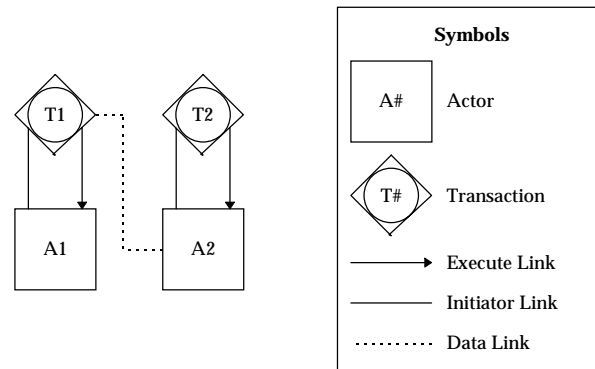 T1
T2
A1
A2
Symbols
A#
Actor
T#
Transaction
Execute Link
Initiator Link
Data Link